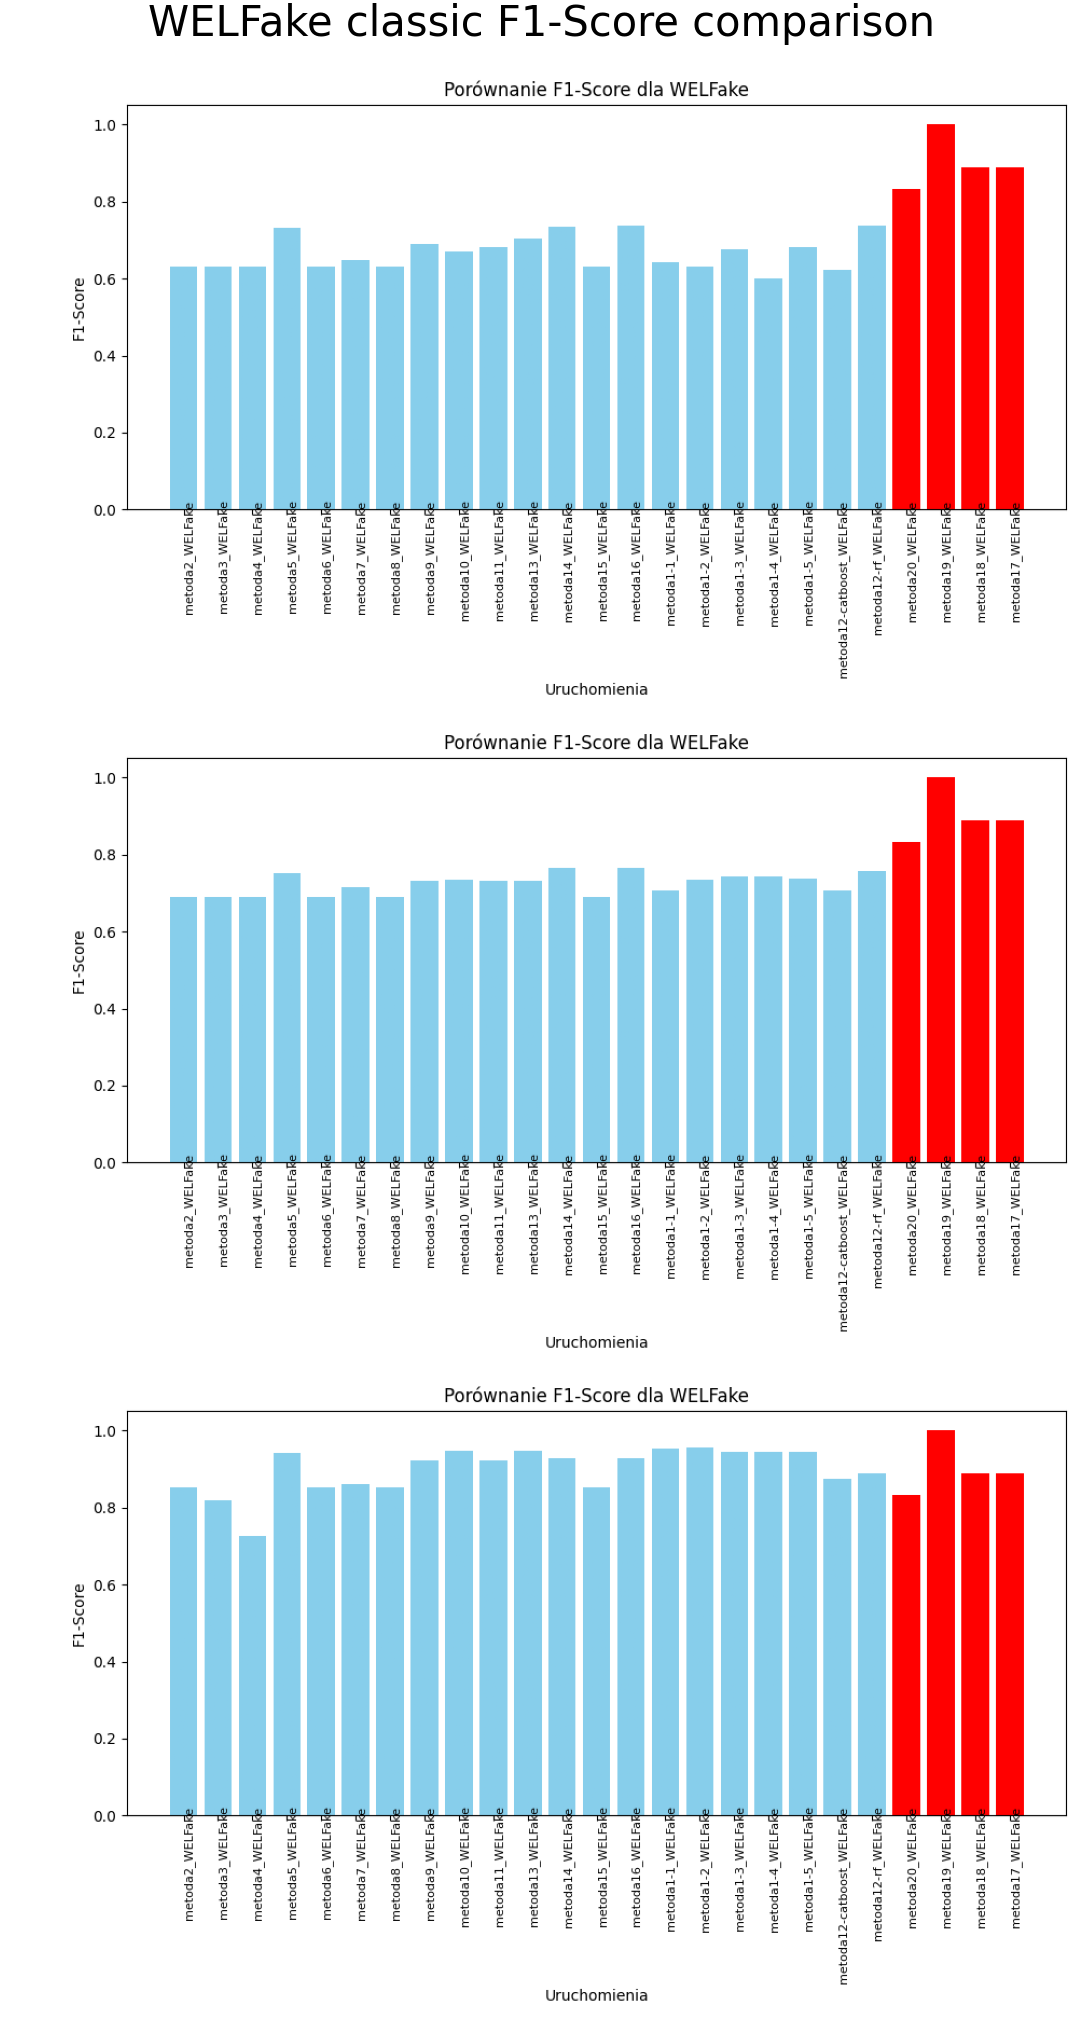 WELFake classic F1-Score comparison
Porównanie F1-Score dla WELFake
1.0
0.8
0.6
0.4
0.2
0.0
F1-Score
metoda2_WELFake
metoda3_WELFake
metoda4_WELFake
metoda5_WELFake
metoda6_WELFake
metoda7_WELFake
metoda8_WELFake
metoda9_WELFake
metoda10_WELFake
metoda11_WELFake
metoda13_WELFake
metoda14_WELFake
metoda15_WELFake
metoda16_WELFake
metoda1-1_WELFake
metoda1-2_WELFake
metoda1-3_WELFake
metoda1-4_WELFake
metoda1-5_WELFake
metoda12-catboost_WELFake
metoda12-rf_WELFake
metoda20_WELFake
metoda19_WELFake
metoda18_WELFake
metoda17_WELFake
Uruchomienia
Porównanie F1-Score dla WELFake
1.0
0.8
0.6
0.4
0.2
0.0
F1-Score
metoda2_WELFake
metoda3_WELFake
metoda4_WELFake
metoda5_WELFake
metoda6_WELFake
metoda7_WELFake
metoda8_WELFake
metoda9_WELFake
metoda10_WELFake
metoda11_WELFake
metoda13_WELFake
metoda14_WELFake
metoda15_WELFake
metoda16_WELFake
metoda1-1_WELFake
metoda1-2_WELFake
metoda1-3_WELFake
metoda1-4_WELFake
metoda1-5_WELFake
metoda12-catboost_WELFake
metoda12-rf_WELFake
metoda20_WELFake
metoda19_WELFake
metoda18_WELFake
metoda17_WELFake
Uruchomienia
Porównanie F1-Score dla WELFake
1.0
0.8
0.6
0.4
0.2
0.0
F1-Score
metoda2_WELFake
metoda3_WELFake
metoda4_WELFake
metoda5_WELFake
metoda6_WELFake
metoda7_WELFake
metoda8_WELFake
metoda9_WELFake
metoda10_WELFake
metoda11_WELFake
metoda13_WELFake
metoda14_WELFake
metoda15_WELFake
metoda16_WELFake
metoda1-1_WELFake
metoda1-2_WELFake
metoda1-3_WELFake
metoda1-4_WELFake
metoda1-5_WELFake
metoda12-catboost_WELFake
metoda12-rf_WELFake
metoda20_WELFake
metoda19_WELFake
metoda18_WELFake
metoda17_WELFake
Uruchomienia